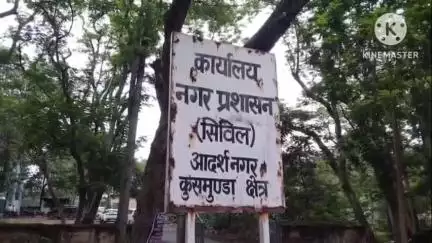 KINEMASTER
कार्यालय
नगर प्रशासन
(सिविल)
आदर्श नगर
कुसमुण्डा क्षेत्र